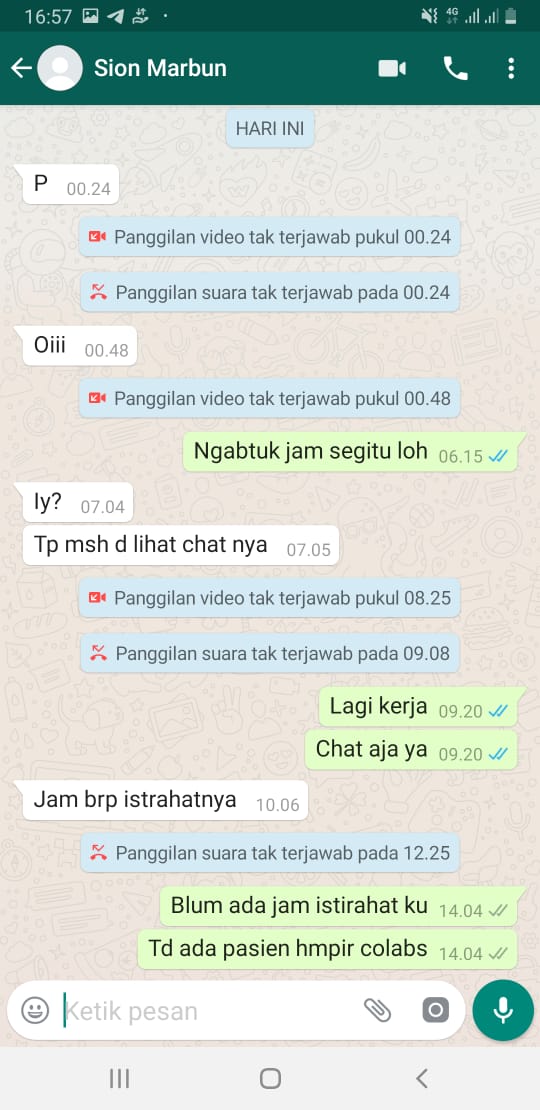 16:57
4G
Sion Marbun
HARI INI
P 00.24
Panggilan video tak terjawab pukul 00.24
Panggilan suara tak terjawab pada 00.24
Oiii 00.48
Panggilan video tak terjawab pukul 00.48
Ngabtuk jam segitu loh 06.15
Iy? 07.04
Tp msh d lihat chat nya 07.05
Panggilan video tak terjawab pukul 08.25
Panggilan suara tak terjawab pada 09.08
Lagi kerja 09.20
Chat aja ya 09.20
Jam brp istrahatnya 10.06
Panggilan suara tak terjawab pada 12.25
Blum ada jam istirahat ku 14.04
Td ada pasien hmpir colabs 14.04
Ketik pesan